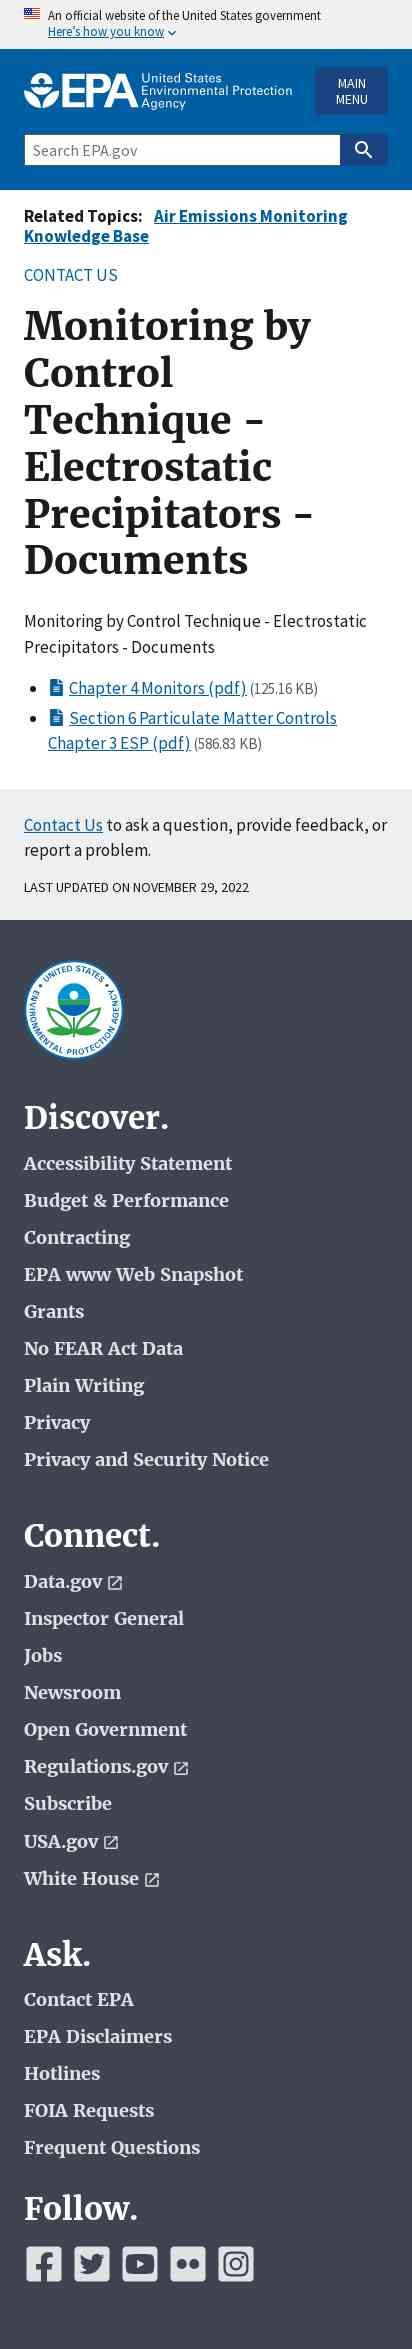 An official website of the United States government
Here's how you know
EPA United States
Environmental Protection
Agency
MAIN
MENU
Search EPA.gov
Related Topics: Air Emissions Monitoring
Knowledge Base
CONTACT US
Monitoring by
Control
Technique -
Electrostatic
Precipitators -
Documents
Monitoring by Control Technique - Electrostatic
Precipitators - Documents
Chapter 4 Monitors (pdf) (125.16 KB)
Section 6 Particulate Matter Controls
Chapter 3 ESP (pdf) (586.83 KB)
Contact Us to ask a question, provide feedback, or
report a problem.
LAST UPDATED ON NOVEMBER 29, 2022
UNITED STATES
ENVIRONMENTAL PROTECTION AGENCY
Discover.
Accessibility Statement
Budget & Performance
Contracting
EPA www Web Snapshot
Grants
No FEAR Act Data
Plain Writing
Privacy
Privacy and Security Notice
Connect.
Data.gov
Inspector General
Jobs
Newsroom
Open Government
Regulations.gov
Subscribe
USA.gov
White House
Ask.
Contact EPA
EPA Disclaimers
Hotlines
FOIA Requests
Frequent Questions
Follow.